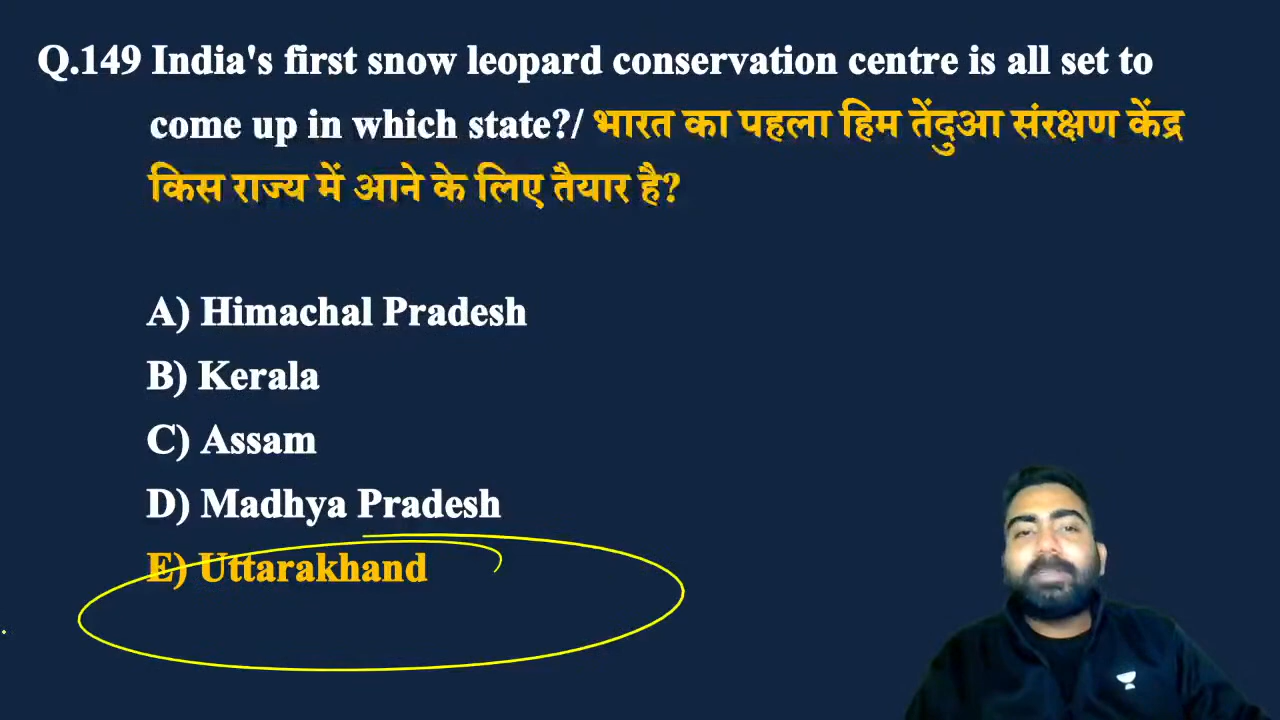 Q.149 India's first snow leopard conservation centre is all set to
come up in which state?/ भारत का पहला हिम तेंदुआ संरक्षण केंद्र
किस राज्य में आने के लिए तैयार है?
A) Himachal Pradesh
B) Kerala
C) Assam
D) Madhya Pradesh
E) Uttarakhand